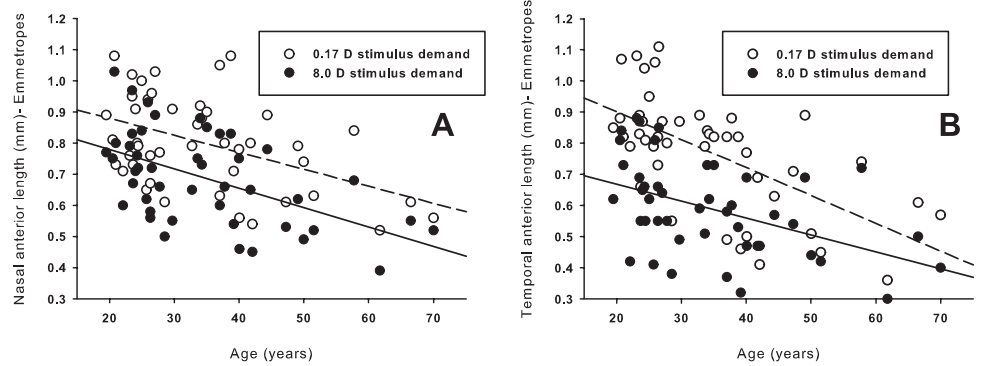 Nasal anterior length (mm)- Emmetropes
1.2
1.1
1.0
0.9
0.8
0.7
0.6
0.5
0.4
0.3
0.17 D stimulus demand
8.0 D stimulus demand
A
20 30 40 50 60 70
Age (years)
Temporal anterior length (mm)- Emmetropes
1.2
1.1
1.0
0.9
0.8
0.7
0.6
0.5
0.4
0.3
0.17 D stimulus demand
8.0 D stimulus demand
B
20 30 40 50 60 70
Age (years)